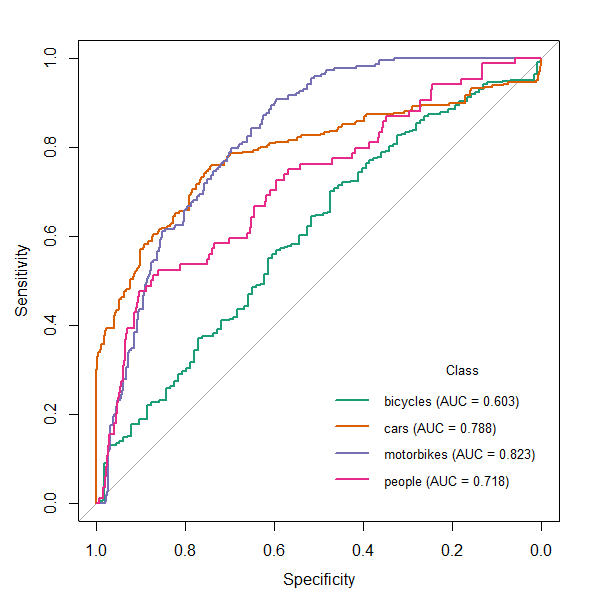 1.0
0.8
0.6
0.4
0.2
0.0
Sensitivity
Class
bicycles (AUC = 0.603)
cars (AUC = 0.788)
motorbikes (AUC = 0.823)
people (AUC = 0.718)
1.0 0.8 0.6 0.4 0.2 0.0
Specificity